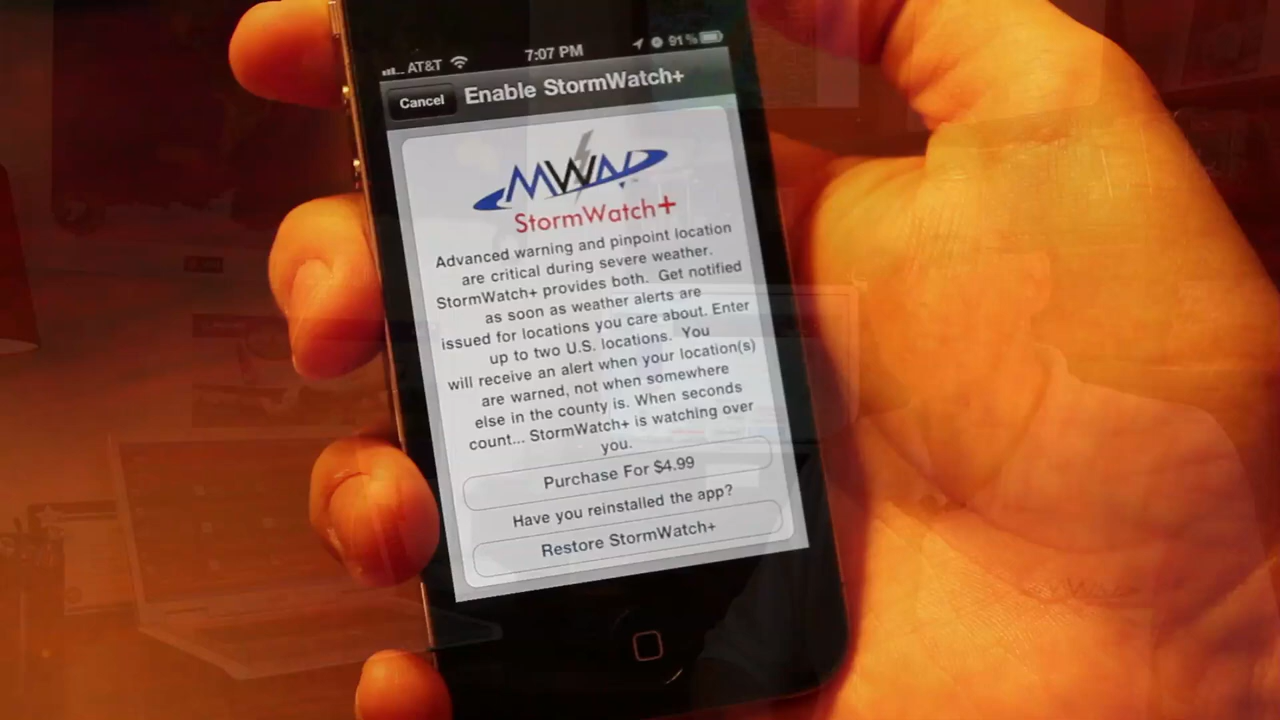 AT&T 7:07 PM 91%
Cancel Enable StormWatch+
MWN
StormWatch+
Advanced warning and pinpoint location
are critical during severe weather.
StormWatch+ provides both. Get notified
as soon as weather alerts are
issued for locations you care about. Enter
up to two U.S. locations. You
will receive an alert when your location(s)
are warned, not when somewhere
else in the county is. When seconds
count... StormWatch+ is watching over
you.
Purchase For $4.99
Have you reinstalled the app?
Restore StormWatch+